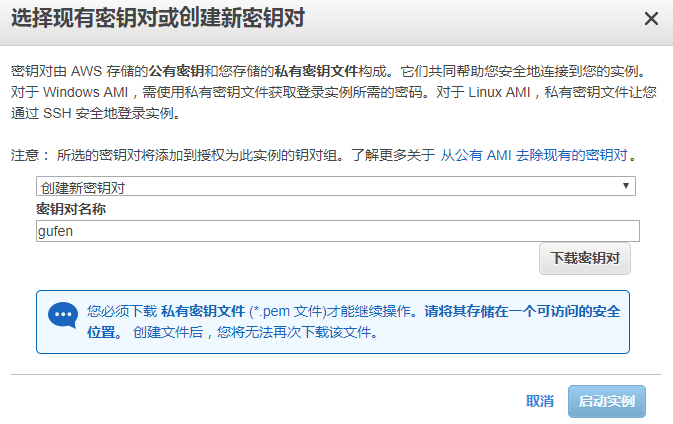 选择现有密钥对或创建新密钥对
密钥对由 AWS 存储的公有密钥和您存储的私有密钥文件构成。它们共同帮助您安全地连接到您的实例。
对于 Windows AMI，需使用私有密钥文件获取登录实例所需的密码。对于 Linux AMI，私有密钥文件让您
通过 SSH 安全地登录实例。
注意： 所选的密钥对将添加到授权为此实例的钥对组。了解更多关于 从公有 AMI 去除现有的密钥对。
创建新密钥对
密钥对名称
gufen
下载密钥对
您必须下载 私有密钥文件 (*.pem 文件)才能继续操作。请将其存储在一个可访问的安全
位置。 创建文件后，您将无法再次下载该文件。
取消 启动实例